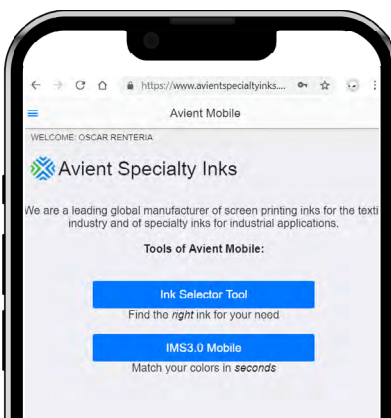 https://www.avientspecialtyinks....
Avient Mobile
WELCOME: OSCAR RENTERIA
Avient Specialty Inks
We are a leading global manufacturer of screen printing inks for the texti
industry and of specialty inks for industrial applications.
Tools of Avient Mobile:
Ink Selector Tool
Find the right ink for your need
IMS3.0 Mobile
Match your colors in seconds